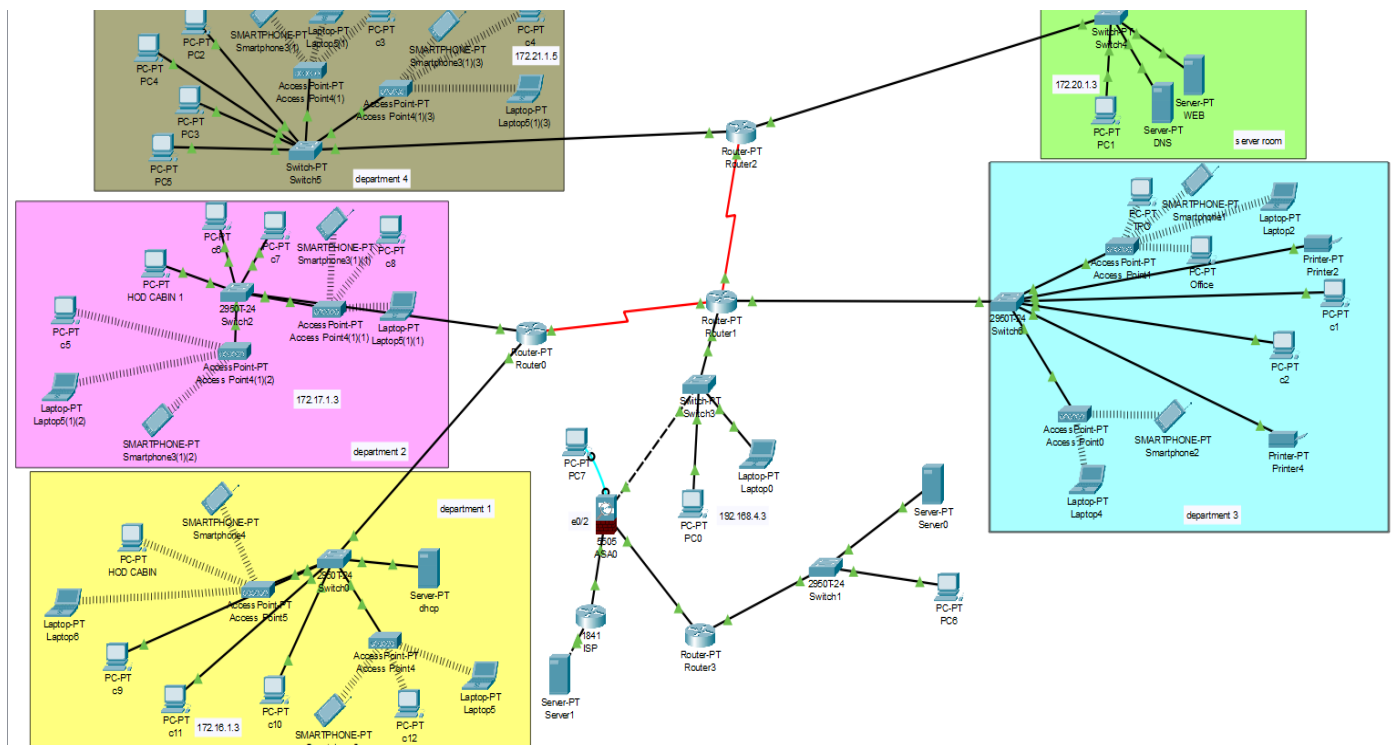 PC-PT
PC2
SMARTPHONE-PT
Smartphone3(1)
Laptop-PT
Laptop5(1)
PC-PT
c3
SMARTPHONE-PT
Smartphone3(1)(3)
PC-PT
c4
172.21.1.5
PC-PT
PC4
AccessPoint-PT
Access Point4(1)
AccessPoint-PT
Access Point4(1)(3)
Laptop-PT
Laptop5(1)(3)
PC-PT
PC3
PC-PT
PC5
Switch-PT
Switch5
department 4
Router-PT
Router2
Switch-PT
Switch4
172.20.1.3
PC-PT
PC1
Server-PT
WEB
Server-PT
DNS
server room
PC-PT
c6
PC-PT
c7
SMARTPHONE-PT
Smartphone3(1)(1)
PC-PT
c8
PC-PT
HOD CABIN 1
2950T-24
Switch2
AccessPoint-PT
Access Point4(1)(1)
Laptop-PT
Laptop5(1)(1)
PC-PT
c5
AccessPoint-PT
Access Point4(1)(2)
Laptop-PT
Laptop5(1)(2)
SMARTPHONE-PT
Smartphone3(1)(2)
172.17.1.3
department 2
Router-PT
Router0
Router-PT
Router1
PC-PT
TPO
SMARTPHONE-PT
Smartphone1
Laptop-PT
Laptop2
AccessPoint-PT
Access Point1
PC-PT
Office
Printer-PT
Printer2
2950T-24
PC-PT
c1
PC-PT
c2
AccessPoint-PT
Access Point0
SMARTPHONE-PT
Smartphone2
Printer-PT
Printer4
Laptop-PT
Laptop4
department 3
Switch-PT
Switch3
PC-PT
PC7
Laptop-PT
Laptop0
e0/2
5505
ASA0
PC-PT
PC0
192.168.4.3
Server-PT
Server0
2950T-24
Switch1
PC-PT
PC6
1841
ISP
Router-PT
Router3
Server-PT
Server1
department 1
SMARTPHONE-PT
Smartphone4
PC-PT
HOD CABIN
2950T-24
Switch0
Server-PT
dhcp
AccessPoint-PT
Access Point5
Laptop-PT
Laptop6
AccessPoint-PT
Access Point4
PC-PT
c9
Laptop-PT
Laptop5
PC-PT
c11
172.16.1.3
PC-PT
c10
SMARTPHONE-PT
PC-PT
c12